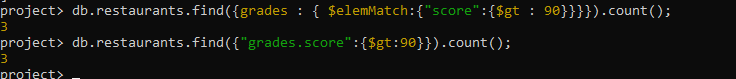 project> db.restaurants.find({grades : { $elemMatch:{"score":{$gt : 90}}}}).count();
3
project> db.restaurants.find({"grades.score":{$gt:90}}).count();
3
project> _